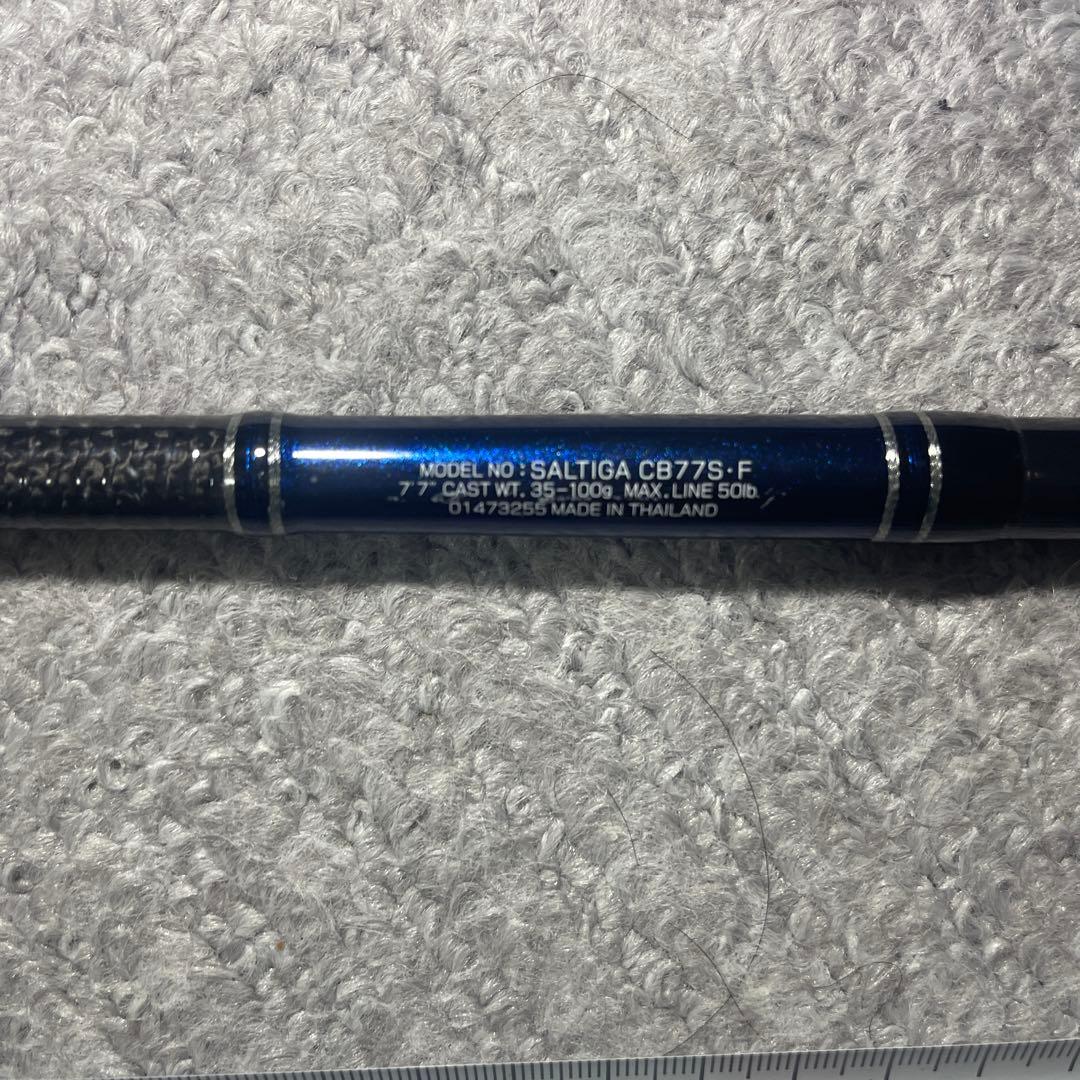 MODEL NO : SALTIGA CB77S・F
7'7" CAST WT. 35-100g MAX. LINE 50lb.
01473255 MADE IN THAILAND